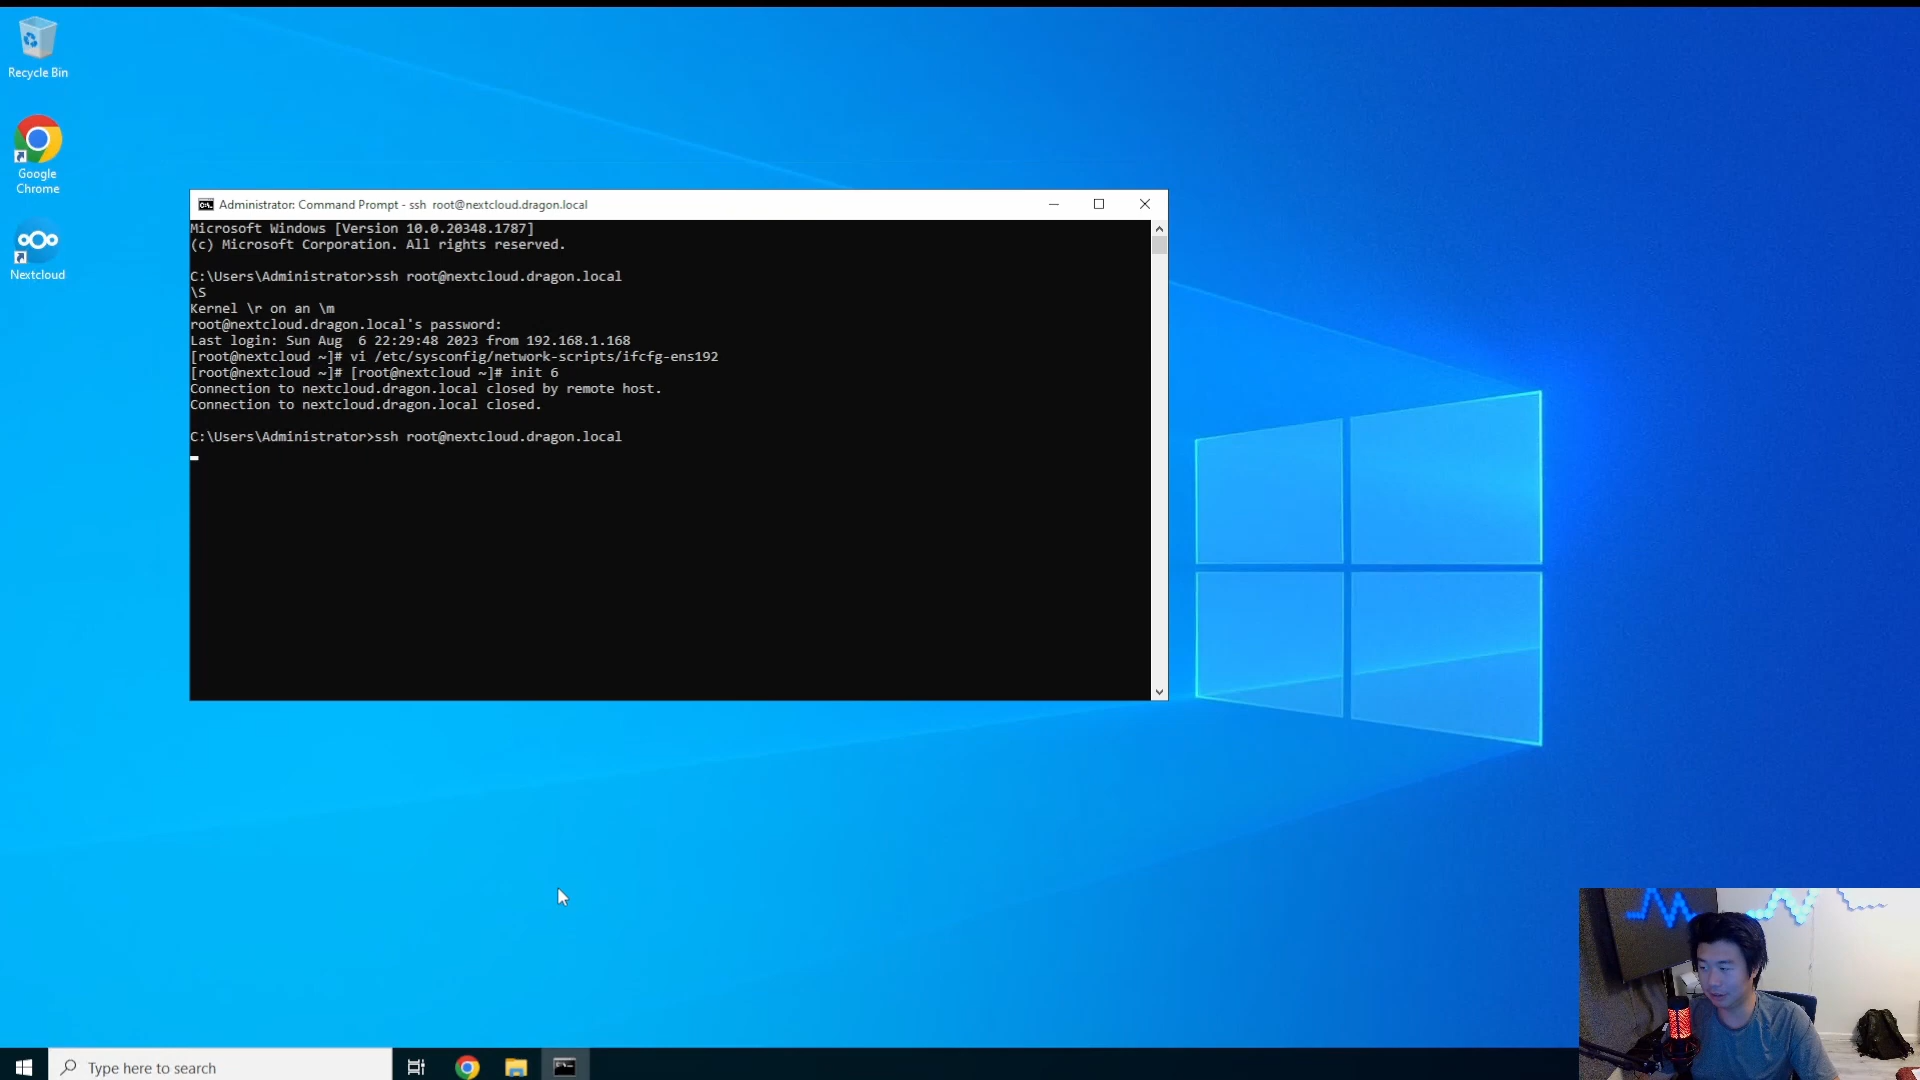 Recycle Bin
Google
Chrome
Nextcloud
Administrator: Command Prompt - ssh  root@nextcloud.dragon.local
Microsoft Windows [Version 10.0.20348.1787]
(c) Microsoft Corporation. All rights reserved.
C:\Users\Administrator>ssh root@nextcloud.dragon.local
\S
Kernel \r on an \m
root@nextcloud.dragon.local's password:
Last login: Sun Aug  6 22:29:48 2023 from 192.168.1.168
[root@nextcloud ~]# vi /etc/sysconfig/network-scripts/ifcfg-ens192
[root@nextcloud ~]# [root@nextcloud ~]# init 6
Connection to nextcloud.dragon.local closed by remote host.
Connection to nextcloud.dragon.local closed.
C:\Users\Administrator>ssh root@nextcloud.dragon.local
Type here to search